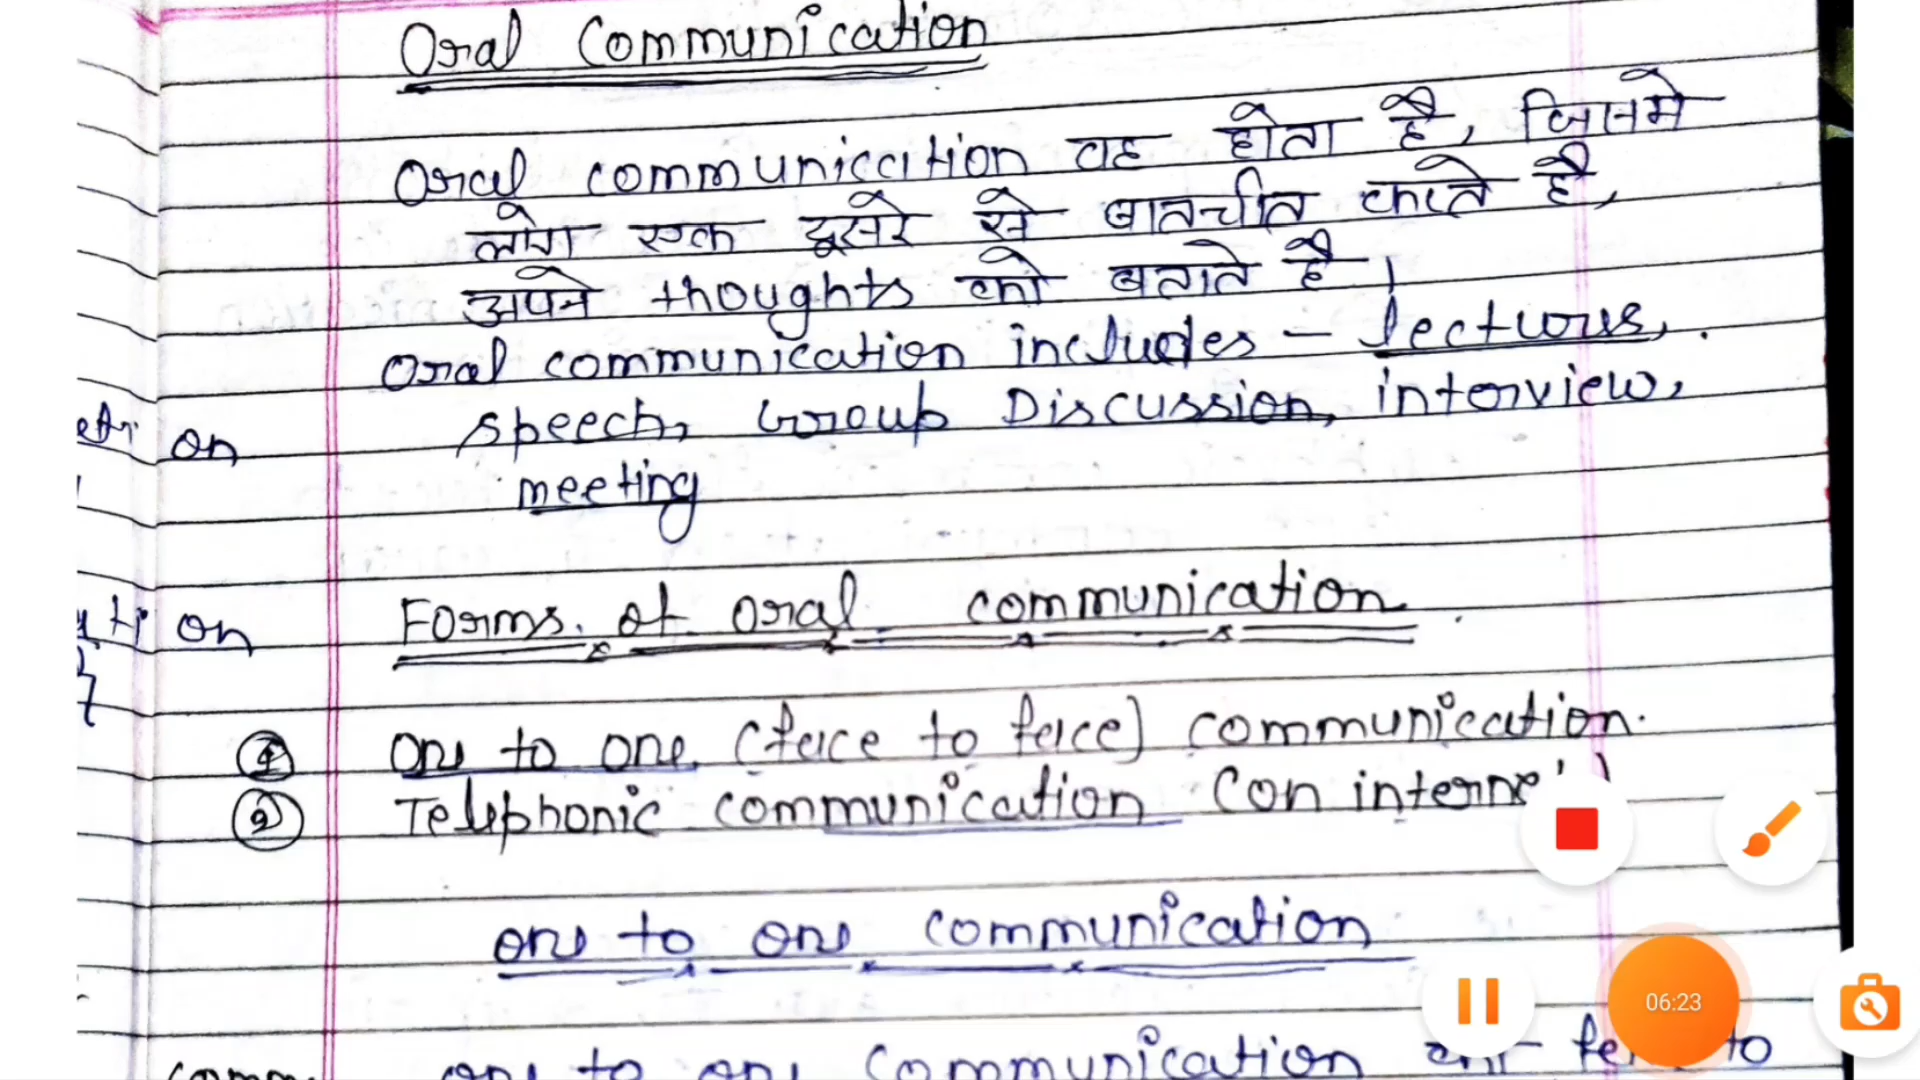 Oral Communication
Oral communication वह होता है, जिसमे
लोग एक दूसरे से बातचीत करते है,
अपने thoughts को बताते है।
Oral communication includes - lectures,
speech, Group Discussion, interview,
meeting
on
Forms of oral communication
on
① One to one (face to face) communication.
② Telephonic communication (on interne
one to one communication
06:23
one to one communication to